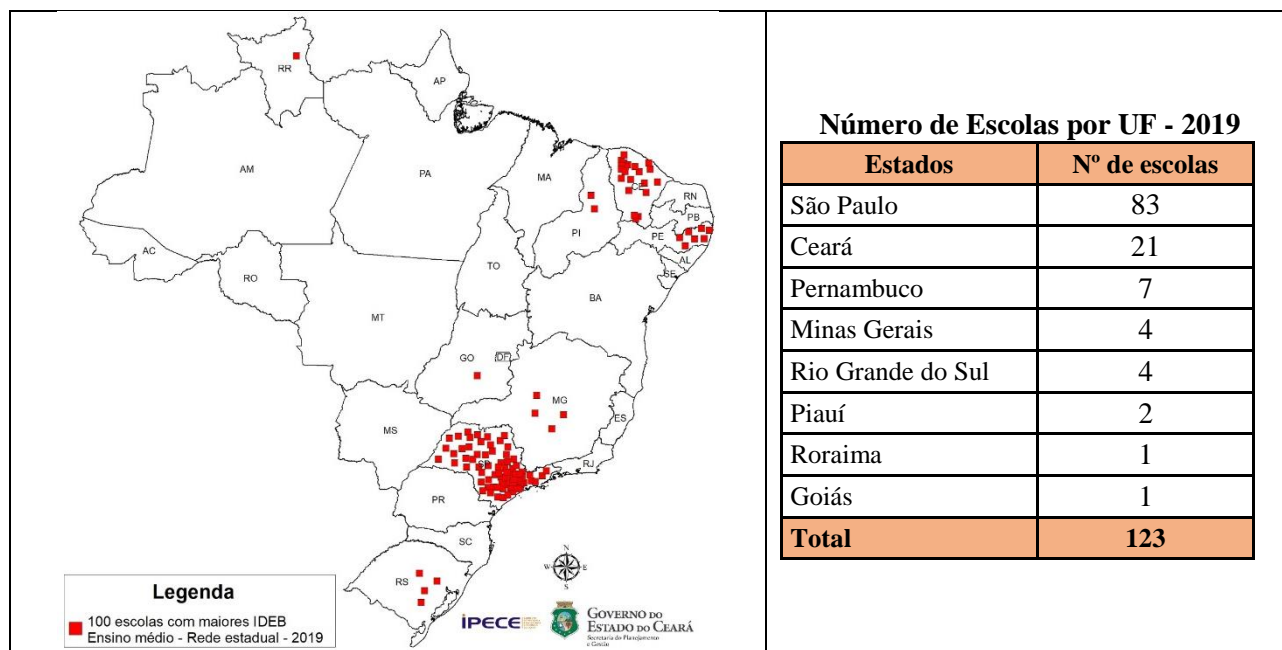 RR
AP
AM
PA
MA
CE
RN
PB
PI
PE
AL
SE
AC
RO
TO
BA
MT
GO
DF
MG
ES
MS
SP
RJ
PR
SC
RS
N
W
E
S
Legenda
100 escolas com maiores IDEB
Ensino médio - Rede estadual - 2019
iPECE
GOVERNO DO
ESTADO DO CEARÁ
Secretaria do Planejamento
e Gestão
Número de Escolas por UF - 2019
Estados Nº de escolas
São Paulo 83
Ceará 21
Pernambuco 7
Minas Gerais 4
Rio Grande do Sul 4
Piauí 2
Roraima 1
Goiás 1
Total 123